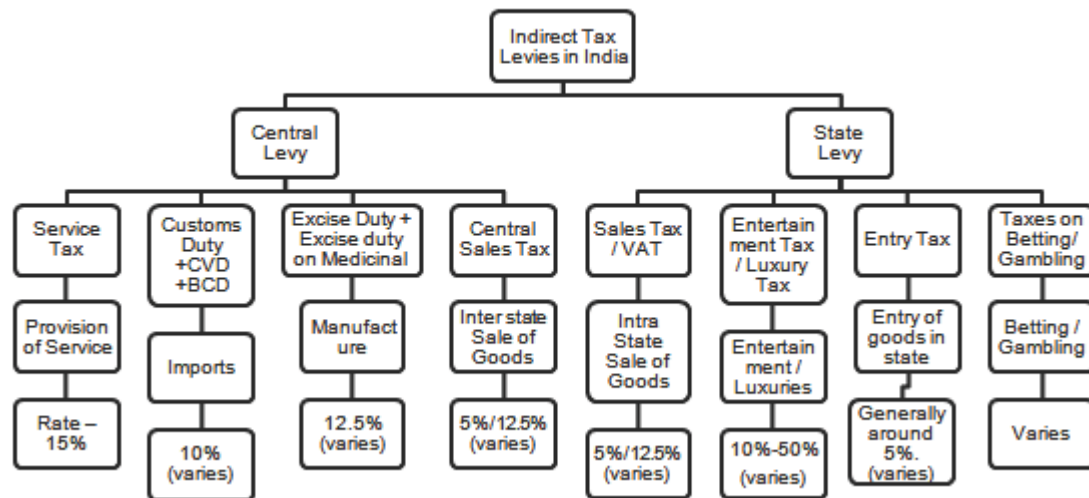 Indirect Tax
Levies in India
Central
Levy
State
Levy
Service
Tax
Customs
Duty
+CVD
+BCD
Excise Duty +
Excise duty
on Medicinal
Central
Sales Tax
Sales Tax
/ VAT
Entertain
ment Tax
/ Luxury
Tax
Entry Tax
Taxes on
Betting/
Gambling
Provision
of Service
Imports
Manufact
ure
Inter state
Sale of
Goods
Intra
State
Sale of
Goods
Entertain
ment /
Luxuries
Entry of
goods in
state
Betting /
Gambling
Rate –
15%
10%
(varies)
12.5%
(varies)
5%/12.5%
(varies)
5%/12.5%
(varies)
10%-50%
(varies)
Generally
around
5%.
(varies)
Varies